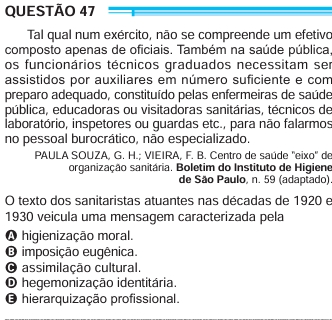 QUESTÃO 47
Tal qual num exército, não se compreende um efetivo
composto apenas de oficiais. Também na saúde pública,
os funcionários técnicos graduados necessitam ser
assistidos por auxiliares em número suficiente e com
preparo adequado, constituído pelas enfermeiras de saúde
pública, educadoras ou visitadoras sanitárias, técnicos de
laboratório, inspetores ou guardas etc., para não falarmos
no pessoal burocrático, não especializado.
PAULA SOUZA, G. H.; VIEIRA, F. B. Centro de saúde "eixo" de
organização sanitária. Boletim do Instituto de Higiene
de São Paulo, n. 59 (adaptado).
O texto dos sanitaristas atuantes nas décadas de 1920 e
1930 veicula uma mensagem caracterizada pela
A higienização moral.
B imposição eugênica.
C assimilação cultural.
D hegemonização identitária.
E hierarquização profissional.